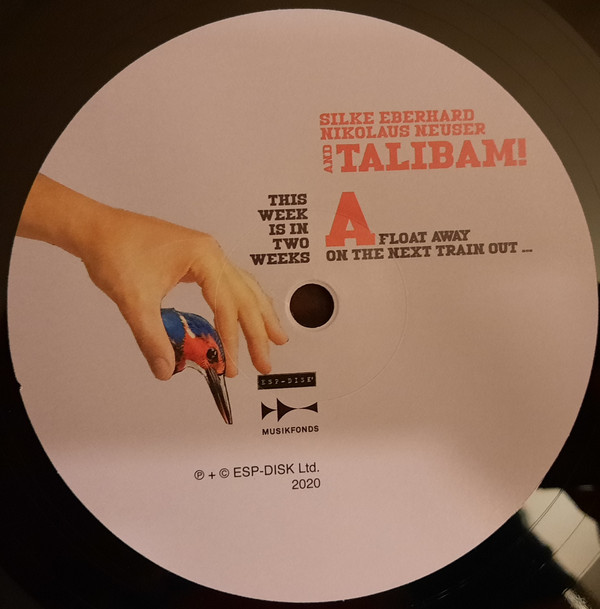 SILKE EBERHARD
NIKOLAUS NEUSER
AND TALIBAM!
THIS
WEEK
IS IN
TWO
WEEKS
A FLOAT AWAY
ON THE NEXT TRAIN OUT ...
ESP-DISK'
MUSIKFONDS
℗ + © ESP-DISK Ltd.
2020